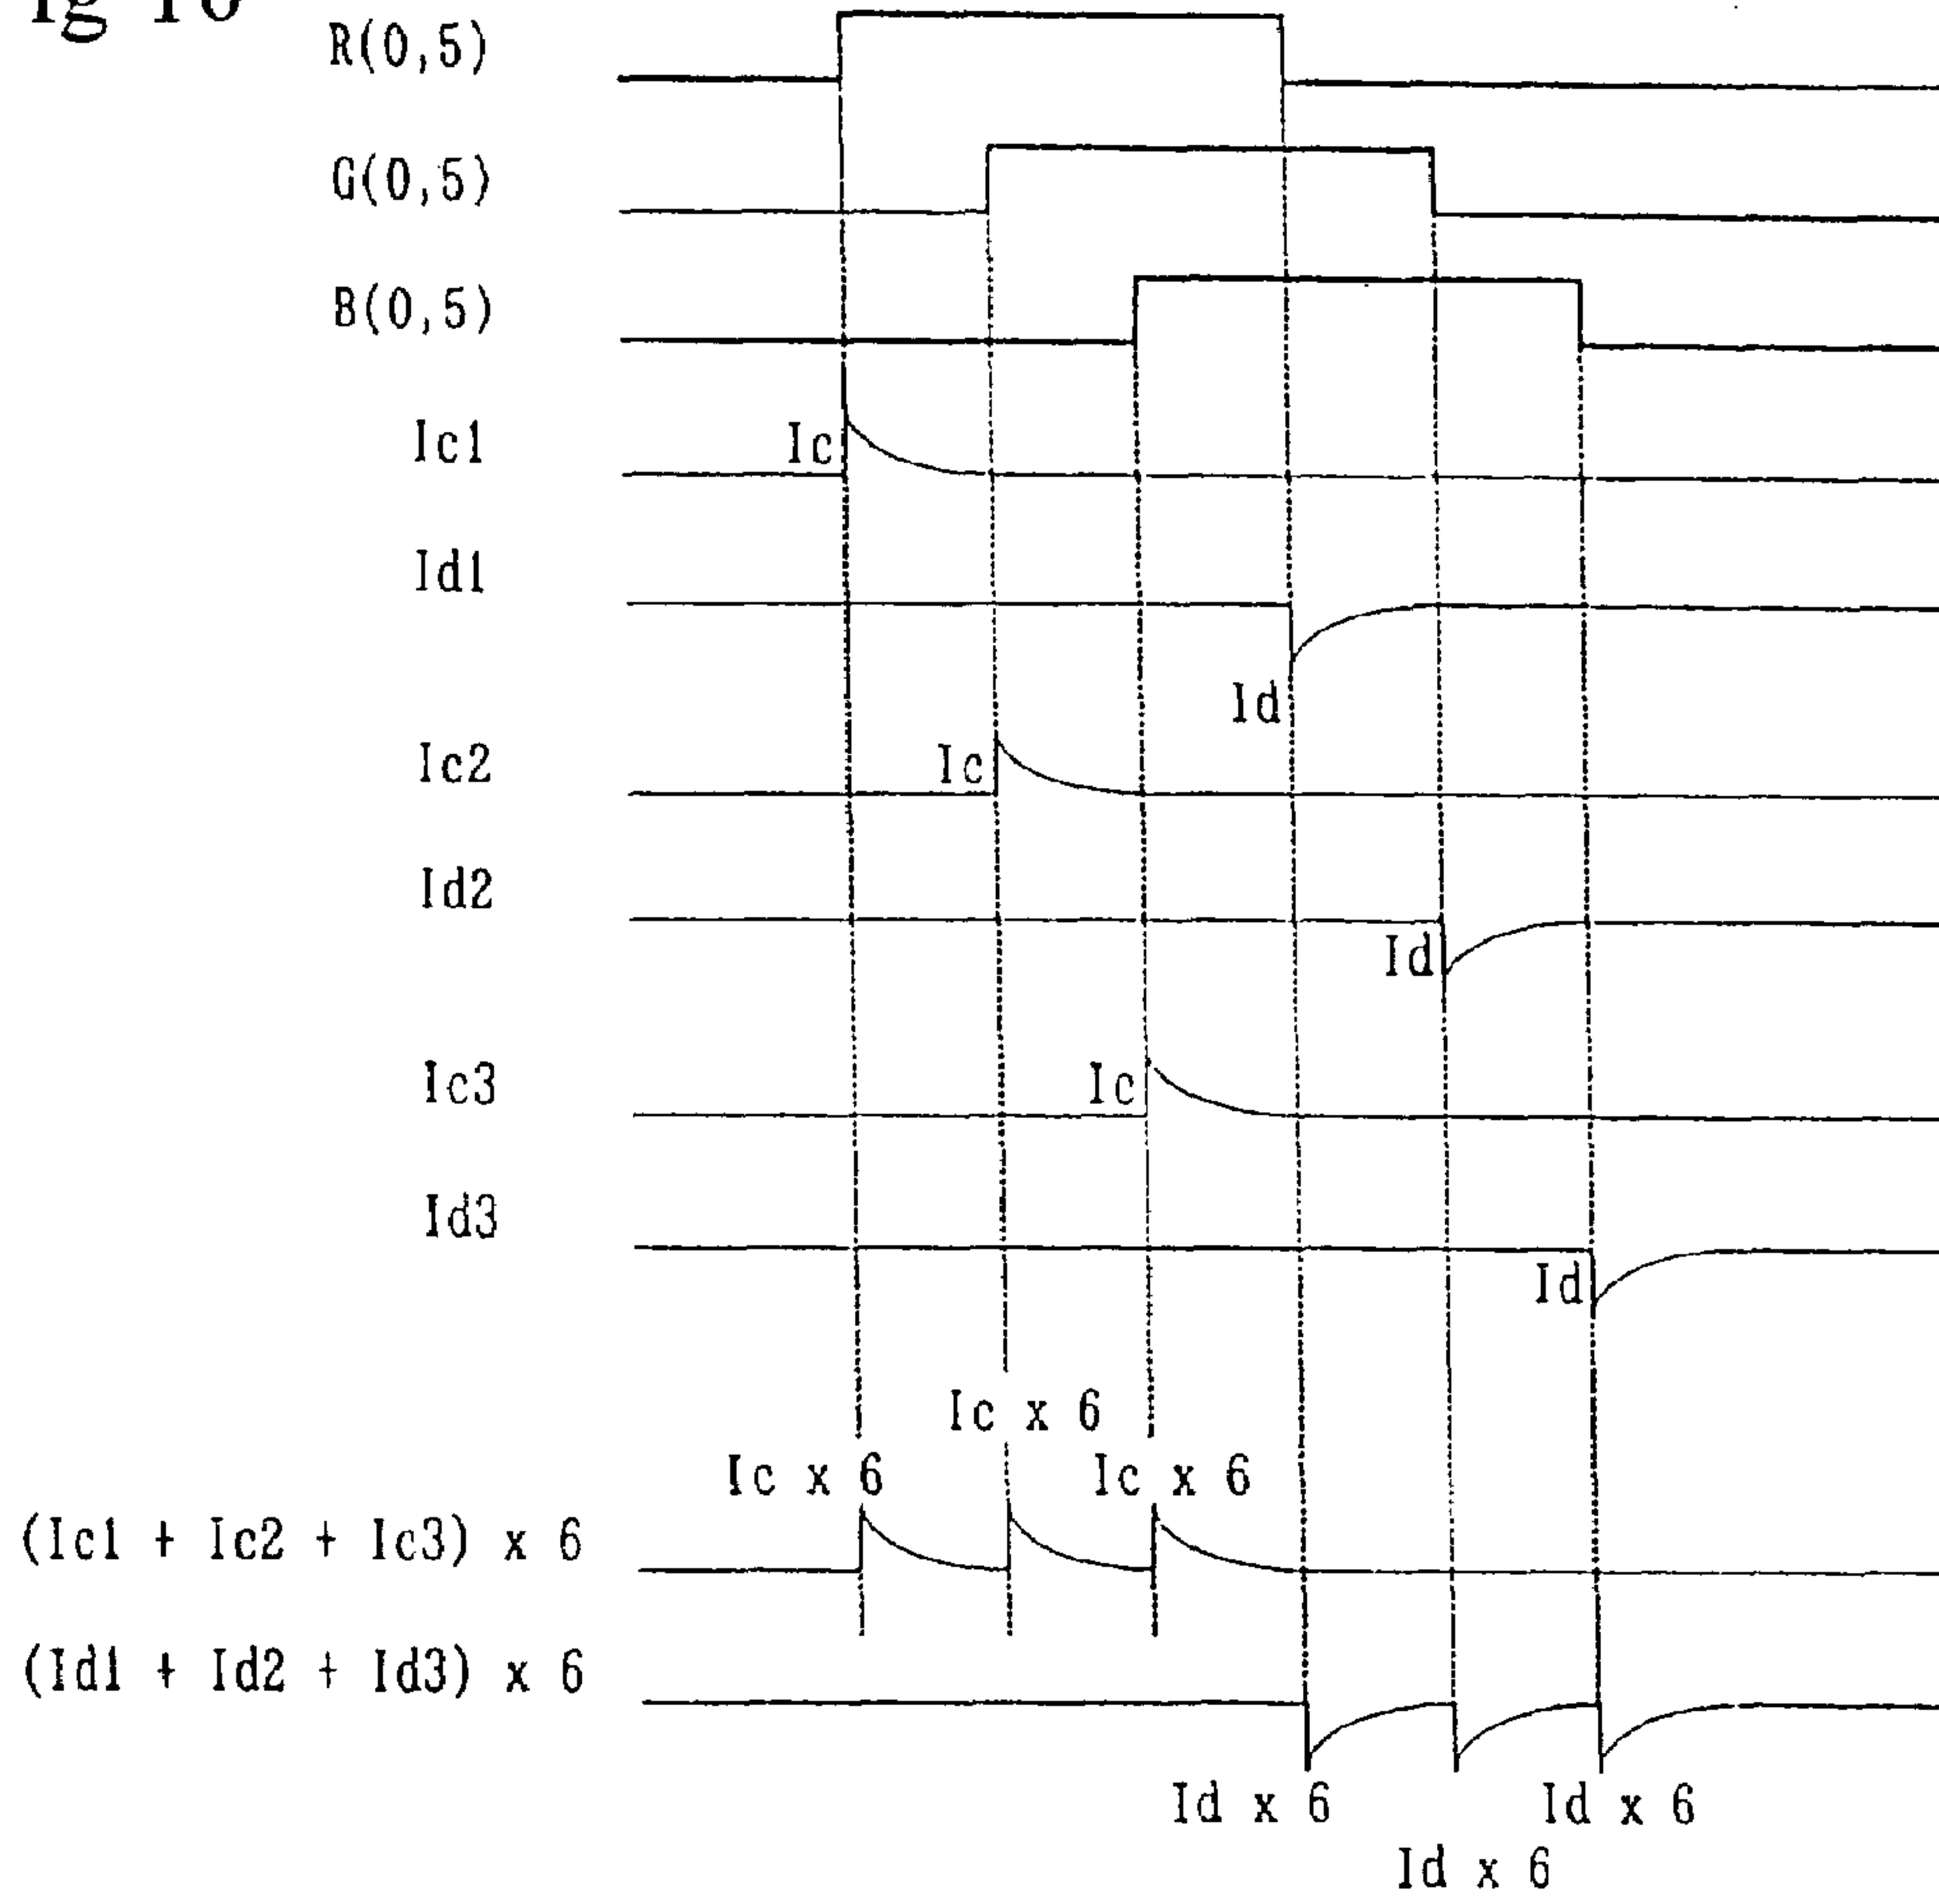 ig 16
R(0,5)
G(0,5)
B(0,5)
Ic1
Ic
Id1
Id
Ic2
Ic
Id2
Id
Ic3
Ic
Id3
Id
Ic x 6
Ic x 6
Ic x 6
(Ic1 + Ic2 + Ic3) x 6
(Id1 + Id2 + Id3) x 6
Id x 6
Id x 6
Id x 6